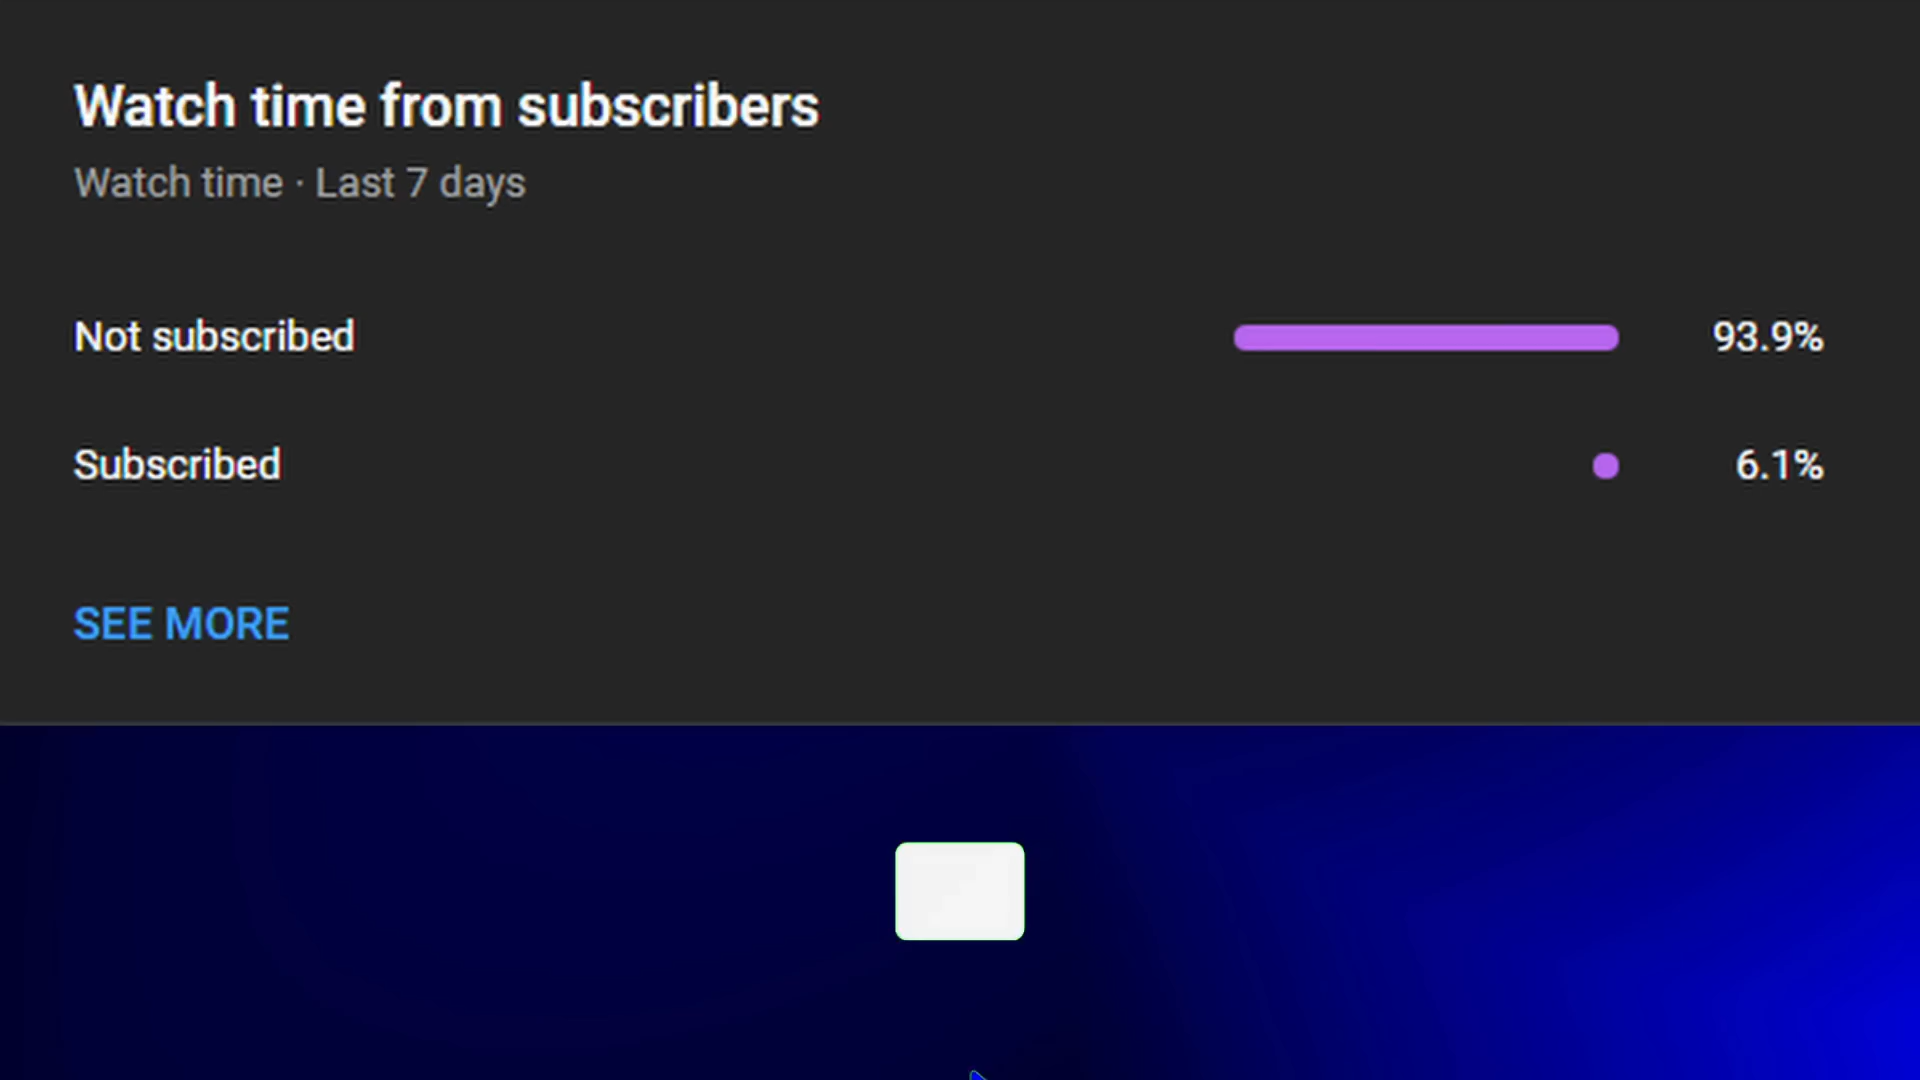 Watch time from subscribers
Watch time · Last 7 days
Not subscribed 93.9%
Subscribed 6.1%
SEE MORE